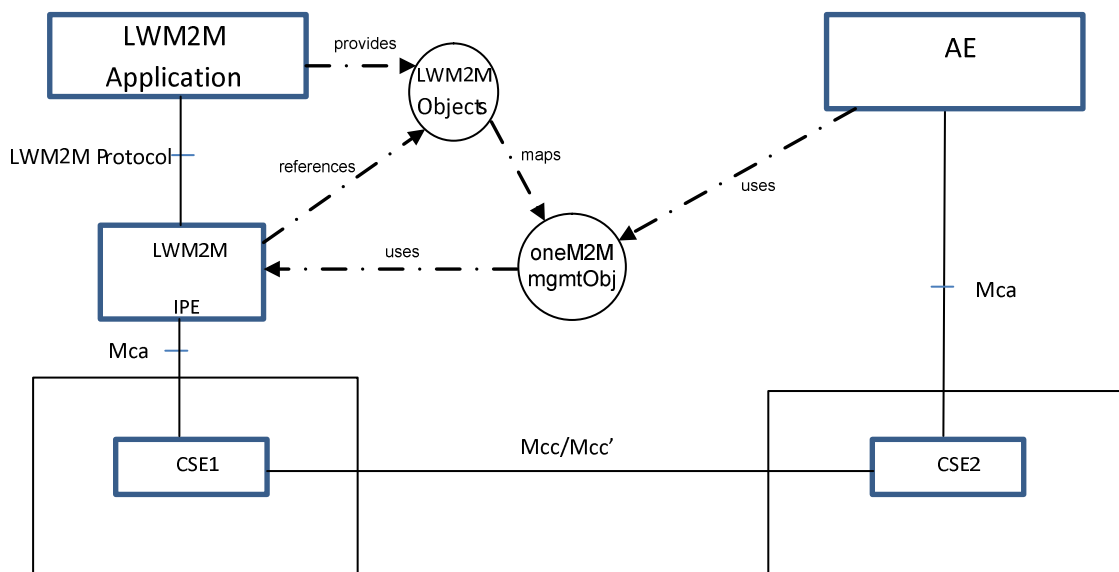 LWM2M
Application
provides
LWM2M
Objects
AE
LWM2M Protocol
references
maps
uses
LWM2M
IPE
uses
oneM2M
mgmtObj
Mca
Mca
CSE1
Mcc/Mcc’
CSE2